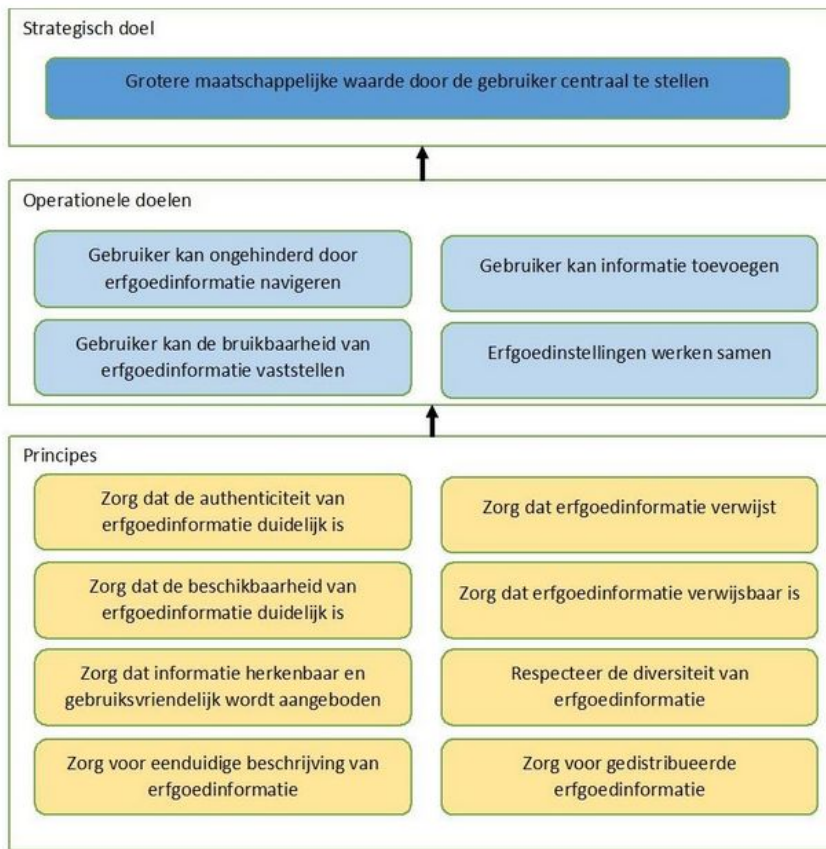 Strategisch doel
Grotere maatschappelijke waarde door de gebruiker centraal te stellen
Operationele doelen
Gebruiker kan ongehinderd door
erfgoedinformatie navigeren
Gebruiker kan informatie toevoegen
Gebruiker kan de bruikbaarheid van
erfgoedinformatie vaststellen
Erfgoedinstellingen werken samen
Principes
Zorg dat de authenticiteit van
erfgoedinformatie duidelijk is
Zorg dat erfgoedinformatie verwijst
Zorg dat de beschikbaarheid van
erfgoedinformatie duidelijk is
Zorg dat erfgoedinformatie verwijsbaar is
Zorg dat informatie herkenbaar en
gebruiksvriendelijk wordt aangeboden
Respecteer de diversiteit van
erfgoedinformatie
Zorg voor eenduidige beschrijving van
erfgoedinformatie
Zorg voor gedistribueerde
erfgoedinformatie